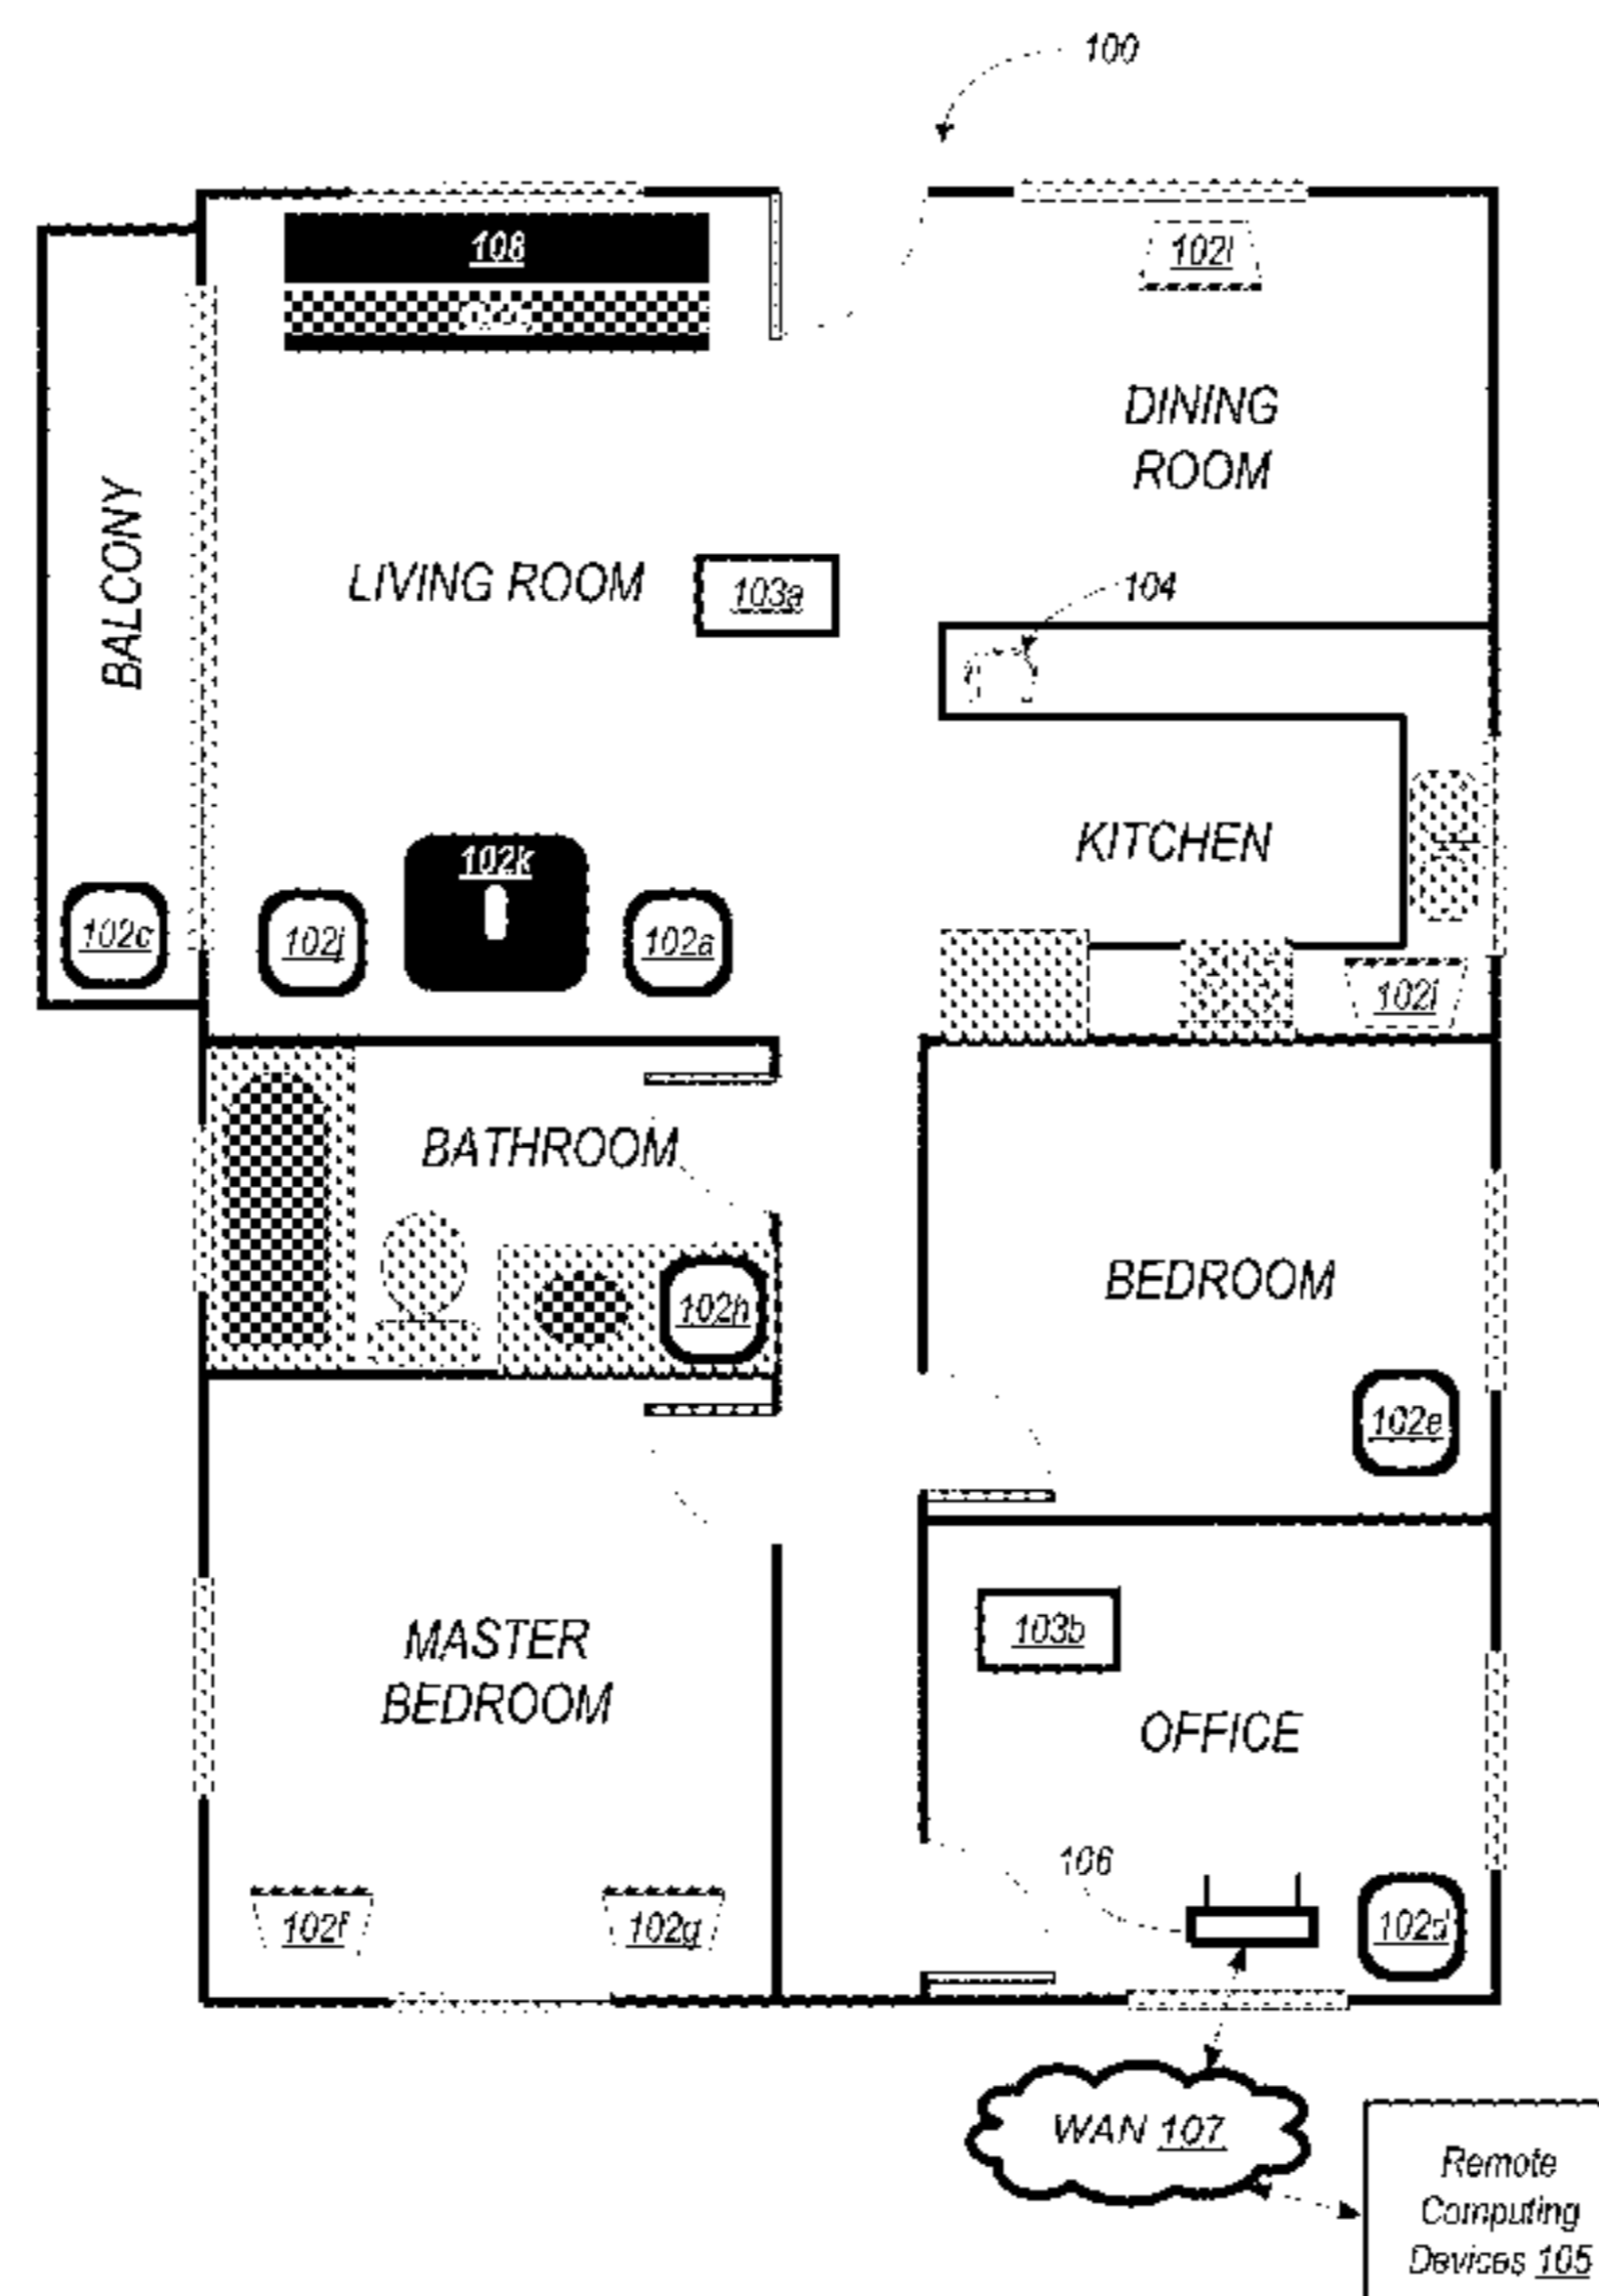 100
108
102l
DINING
ROOM
BALCONY
LIVING ROOM
103a
104
KITCHEN
102k
102c
102j
102a
102i
BATHROOM
BEDROOM
102h
102e
103b
MASTER
BEDROOM
OFFICE
106
102f
102g
102d
WAN 107
Remote
Computing
Devices 105